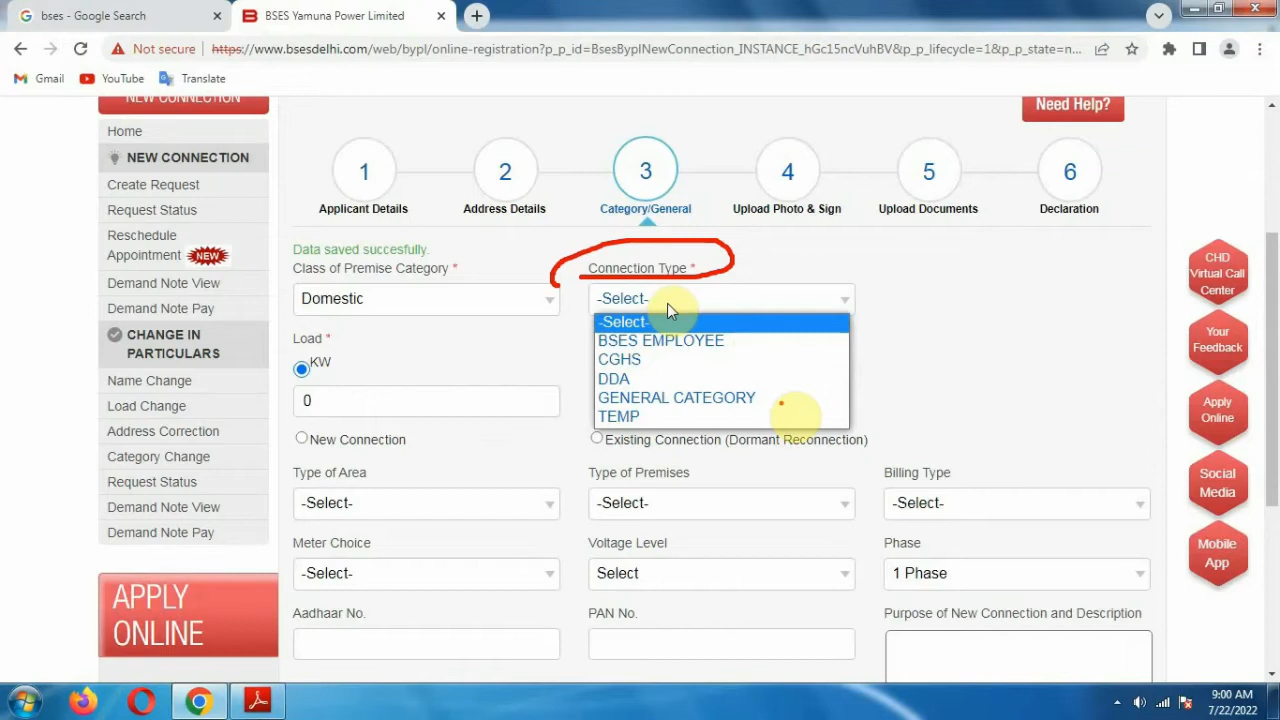 bses - Google Search
BSES Yamuna Power Limited
Not secure
https://www.bsesdelhi.com/web/bypl/online-registration?p_p_id=BsesBypINewConnection_INSTANCE_hGc15ncVuhBV&p_p_lifecycle=1&p_p_state=n...
Gmail
YouTube
Translate
NEW CONNECTION
Home
NEW CONNECTION
Create Request
Request Status
Reschedule
Appointment NEW
Demand Note View
Demand Note Pay
CHANGE IN
PARTICULARS
Name Change
Load Change
Address Correction
Category Change
Request Status
Demand Note View
Demand Note Pay
APPLY
ONLINE
Need Help?
1
2
3
4
5
6
Applicant Details
Address Details
Category/General
Upload Photo & Sign
Upload Documents
Declaration
Data saved succesfully.
Class of Premise Category *
Connection Type *
Domestic
-Select-
-Select-
BSES EMPLOYEE
CGHS
DDA
GENERAL CATEGORY
TEMP
Load *
KW
0
New Connection
Existing Connection (Dormant Reconnection)
Type of Area
Type of Premises
Billing Type
-Select-
-Select-
-Select-
Meter Choice
Voltage Level
Phase
-Select-
Select
1 Phase
Aadhaar No.
PAN No.
Purpose of New Connection and Description
CHD
Virtual Call
Center
Your
Feedback
Apply
Online
Social
Media
Mobile
App
9:00 AM
7/22/2022